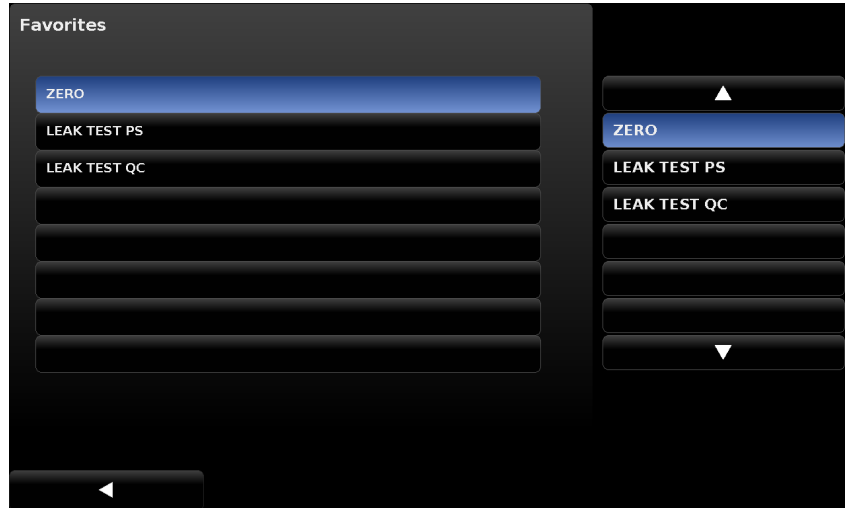 Favorites
ZERO
LEAK TEST PS
LEAK TEST QC
ZERO
LEAK TEST PS
LEAK TEST QC